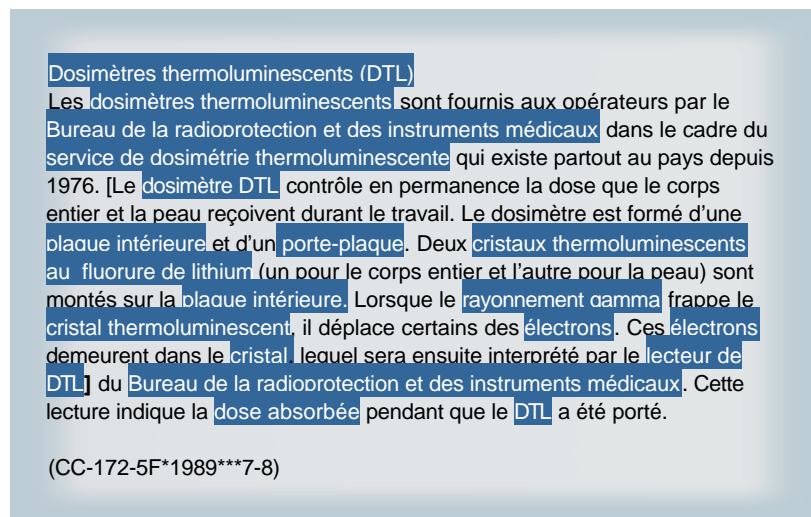 Dosimètres thermoluminescents (DTL)
Les dosimètres thermoluminescents sont fournis aux opérateurs par le
Bureau de la radioprotection et des instruments médicaux dans le cadre du
service de dosimétrie thermoluminescente qui existe partout au pays depuis
1976. [Le dosimètre DTL contrôle en permanence la dose que le corps
entier et la peau reçoivent durant le travail. Le dosimètre est formé d'une
plaque intérieure et d'un porte-plaque. Deux cristaux thermoluminescents
au fluorure de lithium (un pour le corps entier et l'autre pour la peau) sont
montés sur la plaque intérieure. Lorsque le rayonnement gamma frappe le
cristal thermoluminescent, il déplace certains des électrons. Ces électrons
demeurent dans le cristal, lequel sera ensuite interprété par le lecteur de
DTL] du Bureau de la radioprotection et des instruments médicaux. Cette
lecture indique la dose absorbée pendant que le DTL a été porté.
(CC-172-5F*1989***7-8)